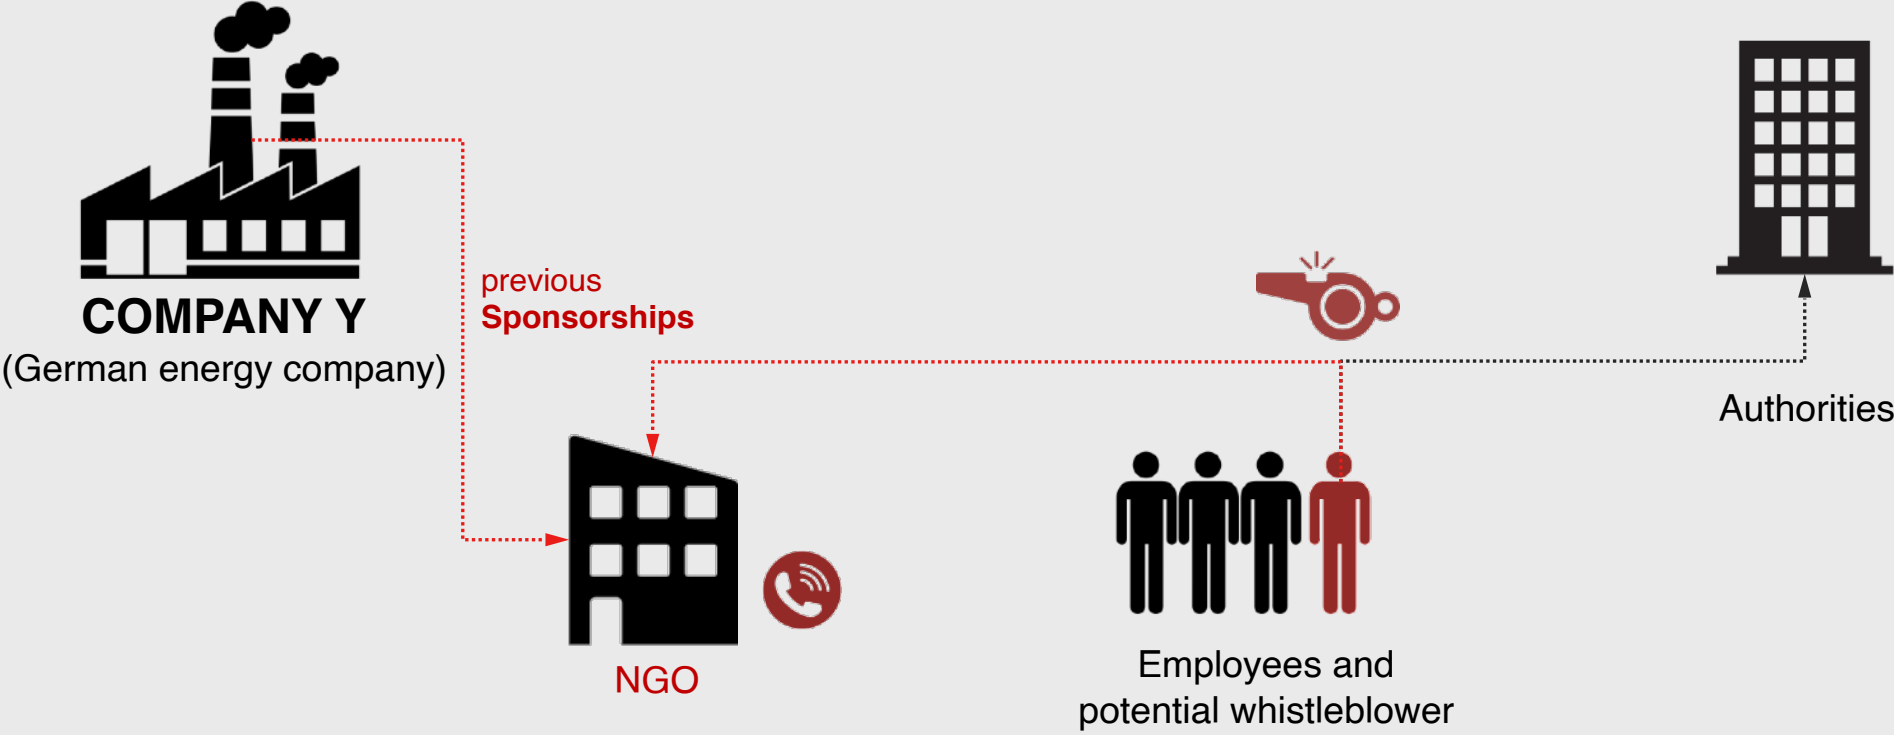 COMPANY Y
(German energy company)
previous
Sponsorships
NGO
Employees and
potential whistleblower
Authorities